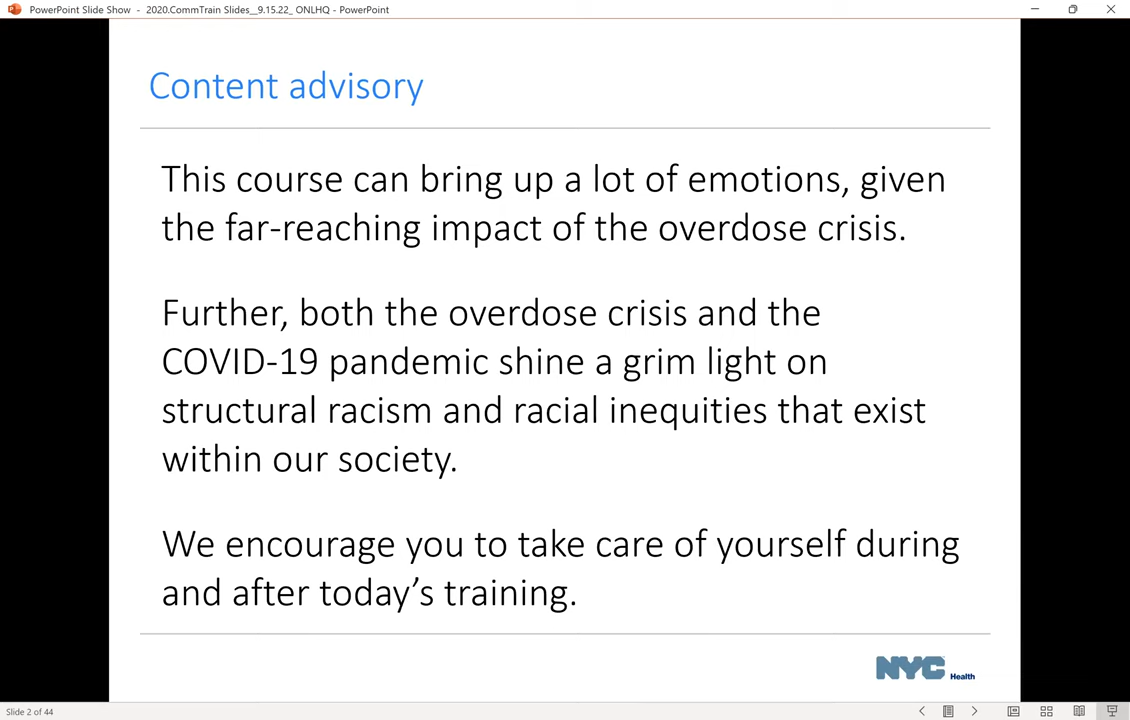 PowerPoint Slide Show - 2020.CommTrain Slides__9.15.22_ ONLHQ - PowerPoint
Content advisory
This course can bring up a lot of emotions, given
the far-reaching impact of the overdose crisis.
Further, both the overdose crisis and the
COVID-19 pandemic shine a grim light on
structural racism and racial inequities that exist
within our society.
We encourage you to take care of yourself during
and after today’s training.
NYC Health
Slide 2 of 44